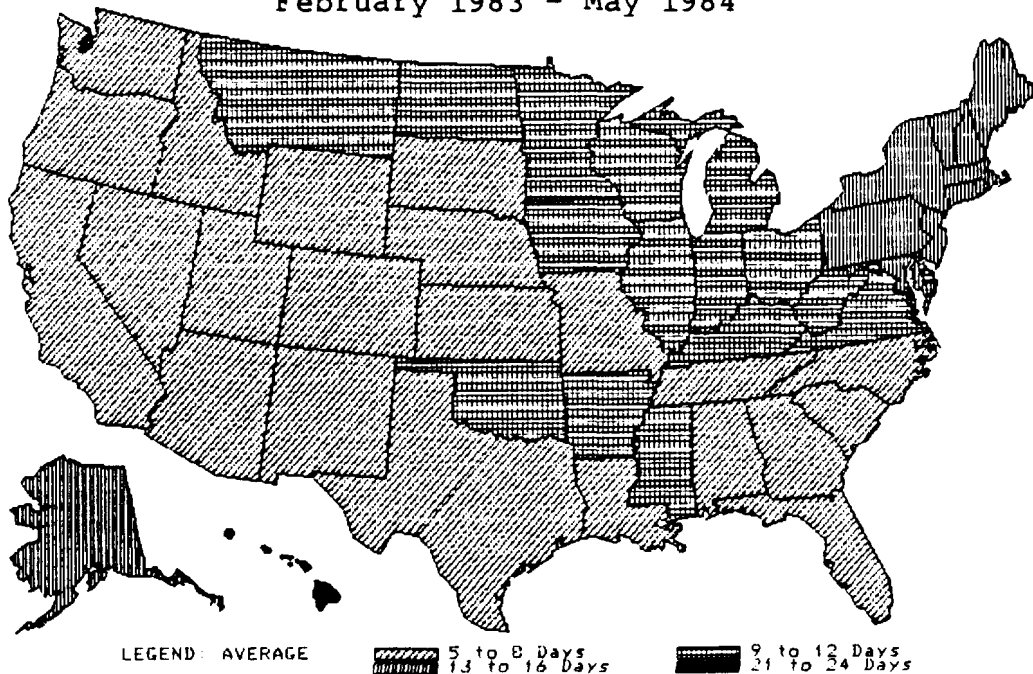 February 1983 - May 1984
LEGEND: AVERAGE
5 to 8 Days
9 to 12 Days
13 to 16 Days
21 to 24 Days